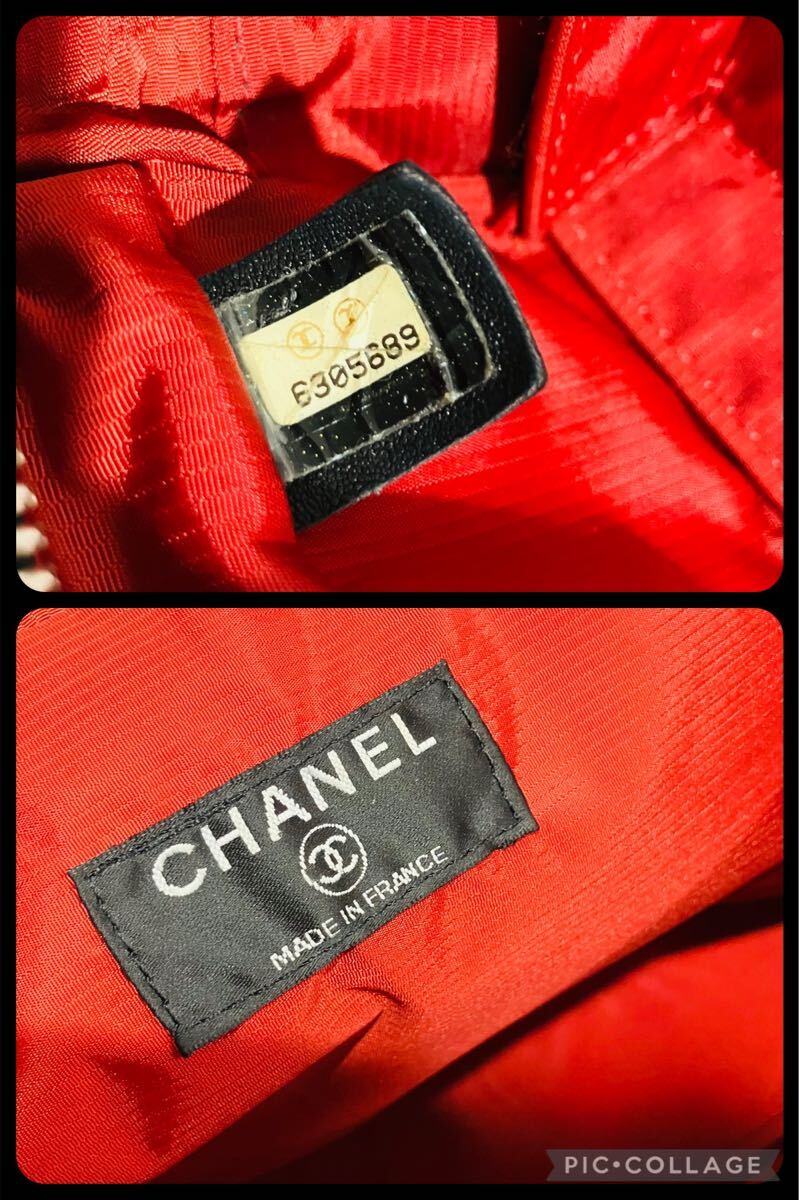 6305689
CHANEL
MADE IN FRANCE
PIC•COLLAGE